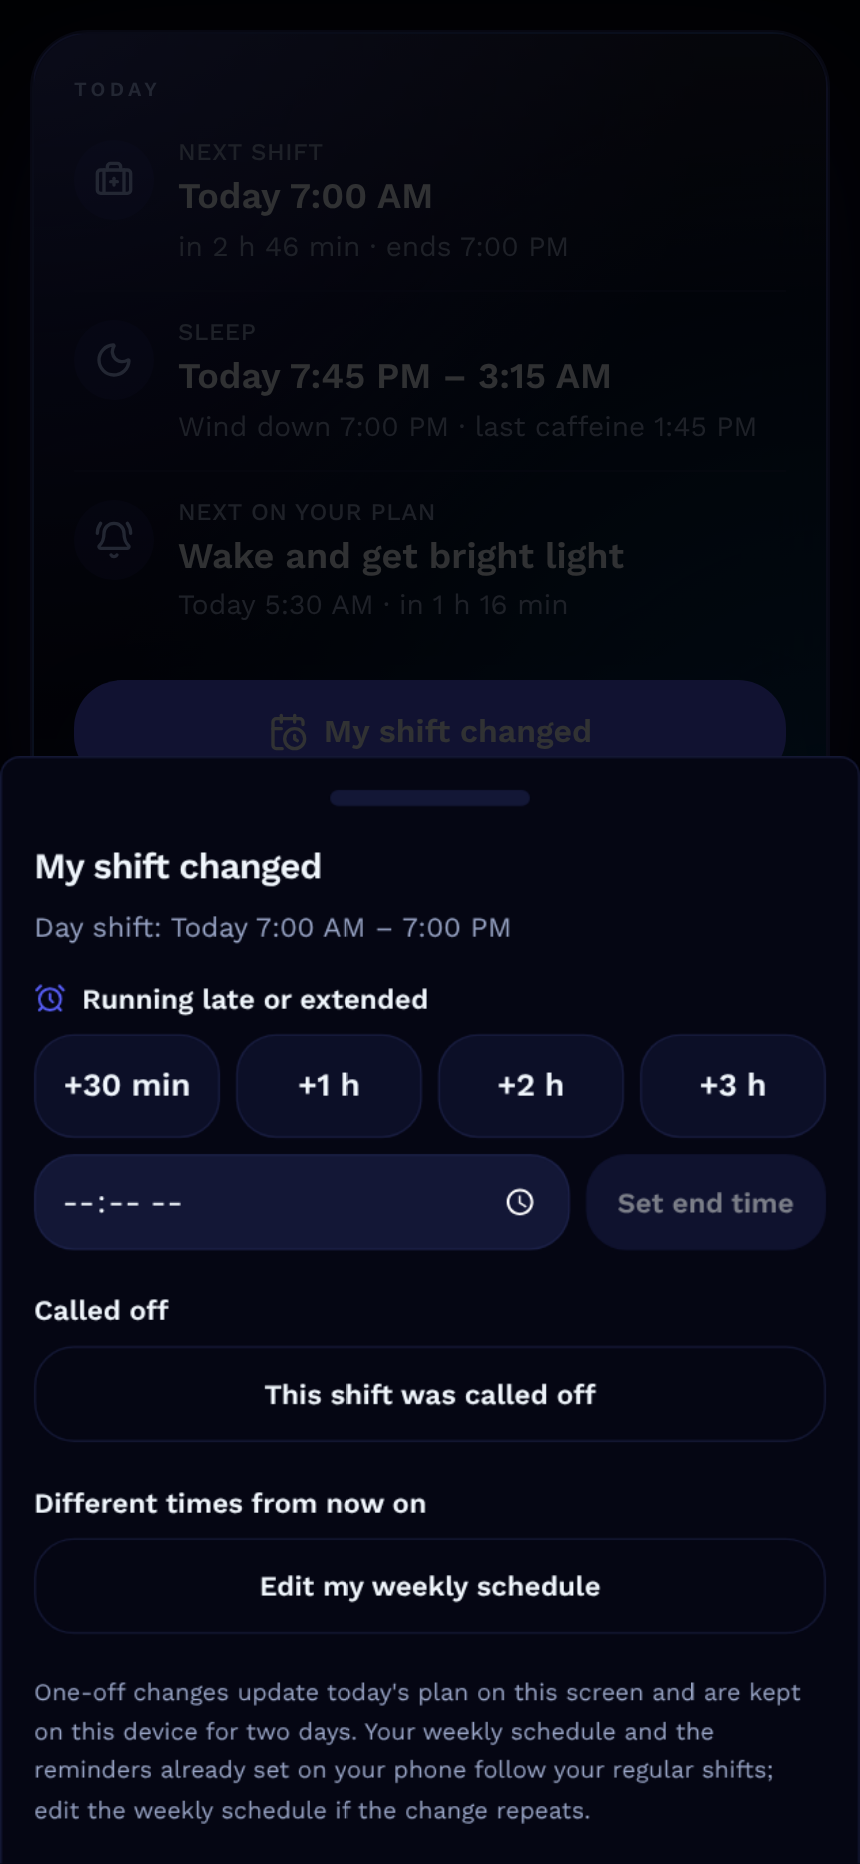 TODAY
NEXT SHIFT
Today 7:00 AM
in 2 h 46 min · ends 7:00 PM
SLEEP
Today 7:45 PM – 3:15 AM
Wind down 7:00 PM · last caffeine 1:45 PM
NEXT ON YOUR PLAN
Wake and get bright light
Today 5:30 AM · in 1 h 16 min
My shift changed
My shift changed
Day shift: Today 7:00 AM – 7:00 PM
Running late or extended
+30 min
+1 h
+2 h
+3 h
--:-- --
Set end time
Called off
This shift was called off
Different times from now on
Edit my weekly schedule
One-off changes update today's plan on this screen and are kept
on this device for two days. Your weekly schedule and the
reminders already set on your phone follow your regular shifts;
edit the weekly schedule if the change repeats.